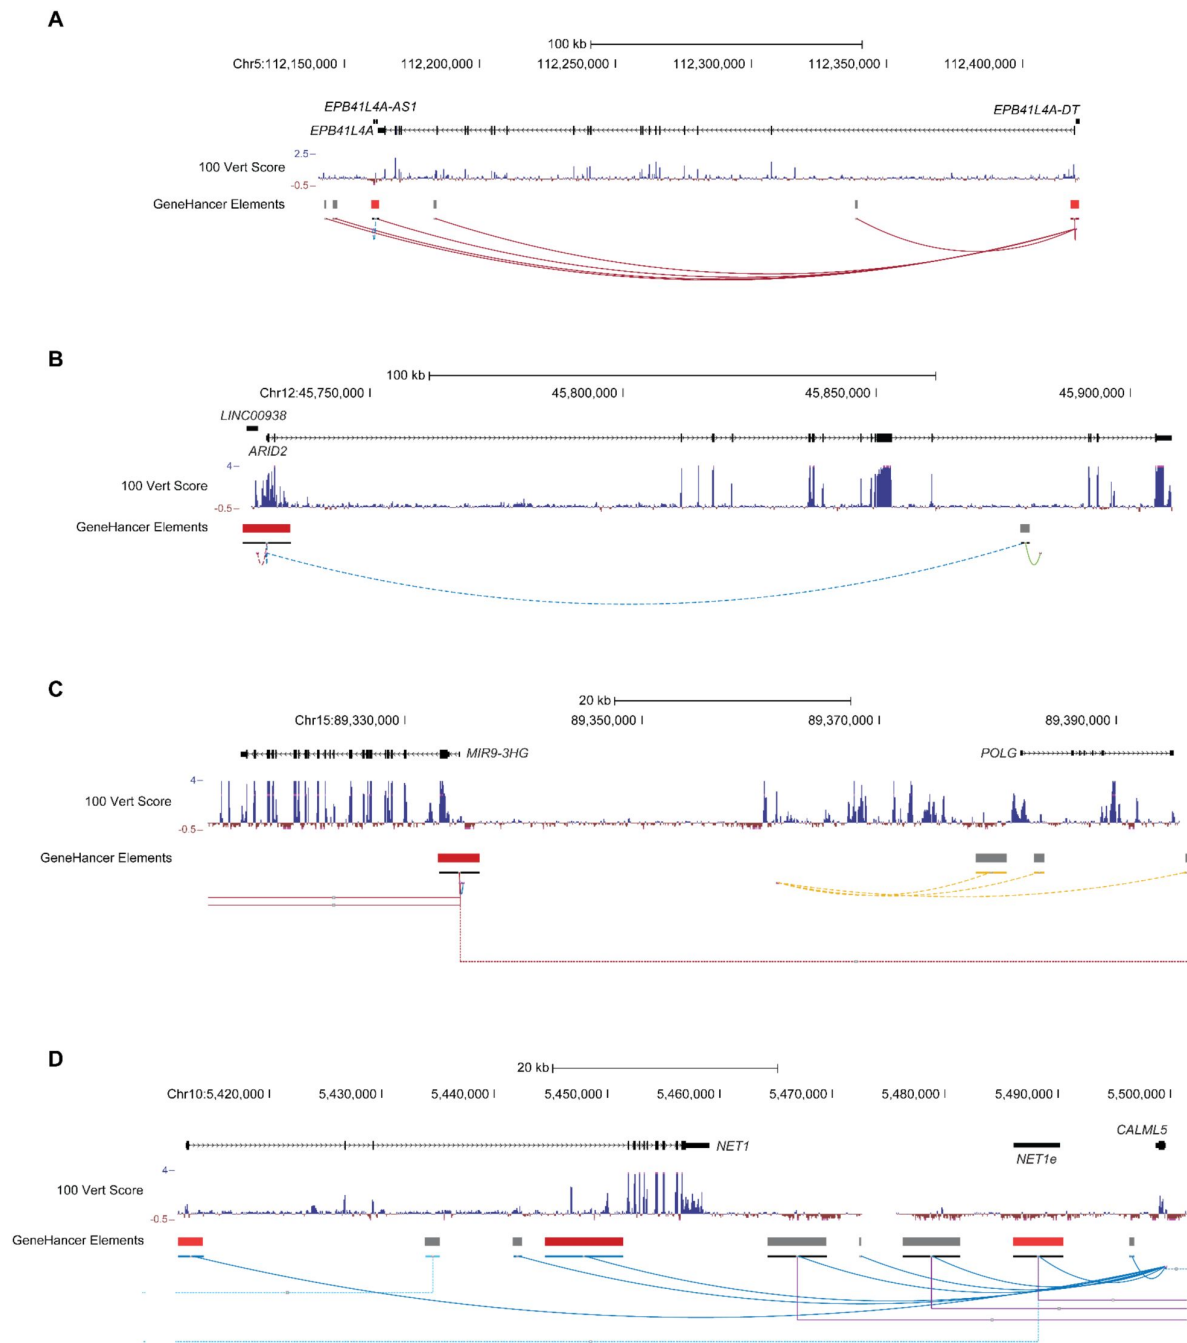 A
100 kb
Chr5:112,150,000 112,200,000 112,250,000 112,300,000 112,350,000 112,400,000
EPB41L4A-AS1 EPB41L4A-DT
EPB41L4A
2.5
100 Vert Score
-0.5
GeneHancer Elements
B
100 kb
Chr12:45,750,000 45,800,000 45,850,000 45,900,000
LINC00938
ARID2
4
100 Vert Score
-0.5
GeneHancer Elements
C
20 kb
Chr15:89,330,000 89,350,000 89,370,000 89,390,000
MIR9-3HG POLG
4
100 Vert Score
-0.5
GeneHancer Elements
D
20 kb
Chr10:5,420,000 5,430,000 5,440,000 5,450,000 5,460,000 5,470,000 5,480,000 5,490,000 5,500,000
CALML5
NET1
NET1e
4
100 Vert Score
-0.5
GeneHancer Elements